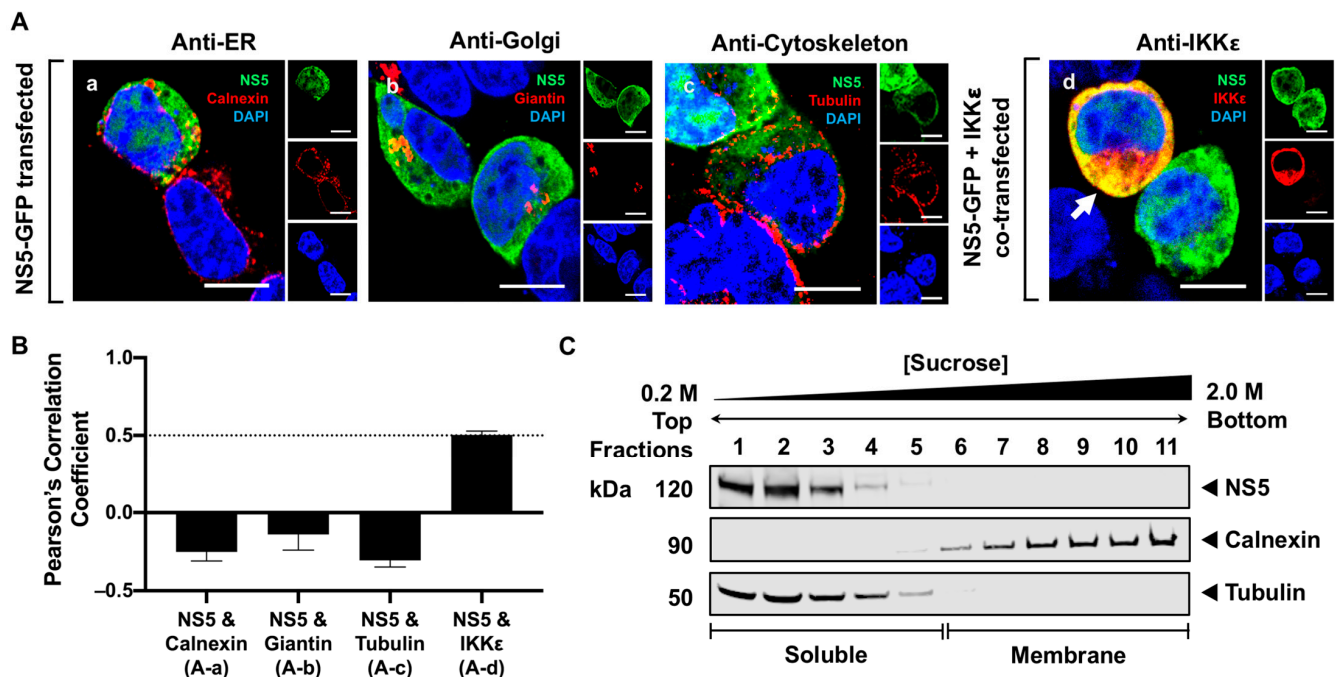 A
Anti-ER
Anti-Golgi
Anti-Cytoskeleton
Anti-IKKε
NS5-GFP transfected
a
NS5
Calnexin
DAPI
b
NS5
Giantin
DAPI
c
NS5
Tubulin
DAPI
NS5-GFP + IKKε
co-transfected
d
NS5
IKKε
DAPI
B
Pearson's Correlation
Coefficient
1.0
0.5
0.0
−0.5
NS5 &
Calnexin
(A-a)
NS5 &
Giantin
(A-b)
NS5 &
Tubulin
(A-c)
NS5 &
IKKε
(A-d)
C
[Sucrose]
0.2 M
2.0 M
Top
Bottom
Fractions 1 2 3 4 5 6 7 8 9 10 11
kDa 120 NS5
90 Calnexin
50 Tubulin
Soluble
Membrane